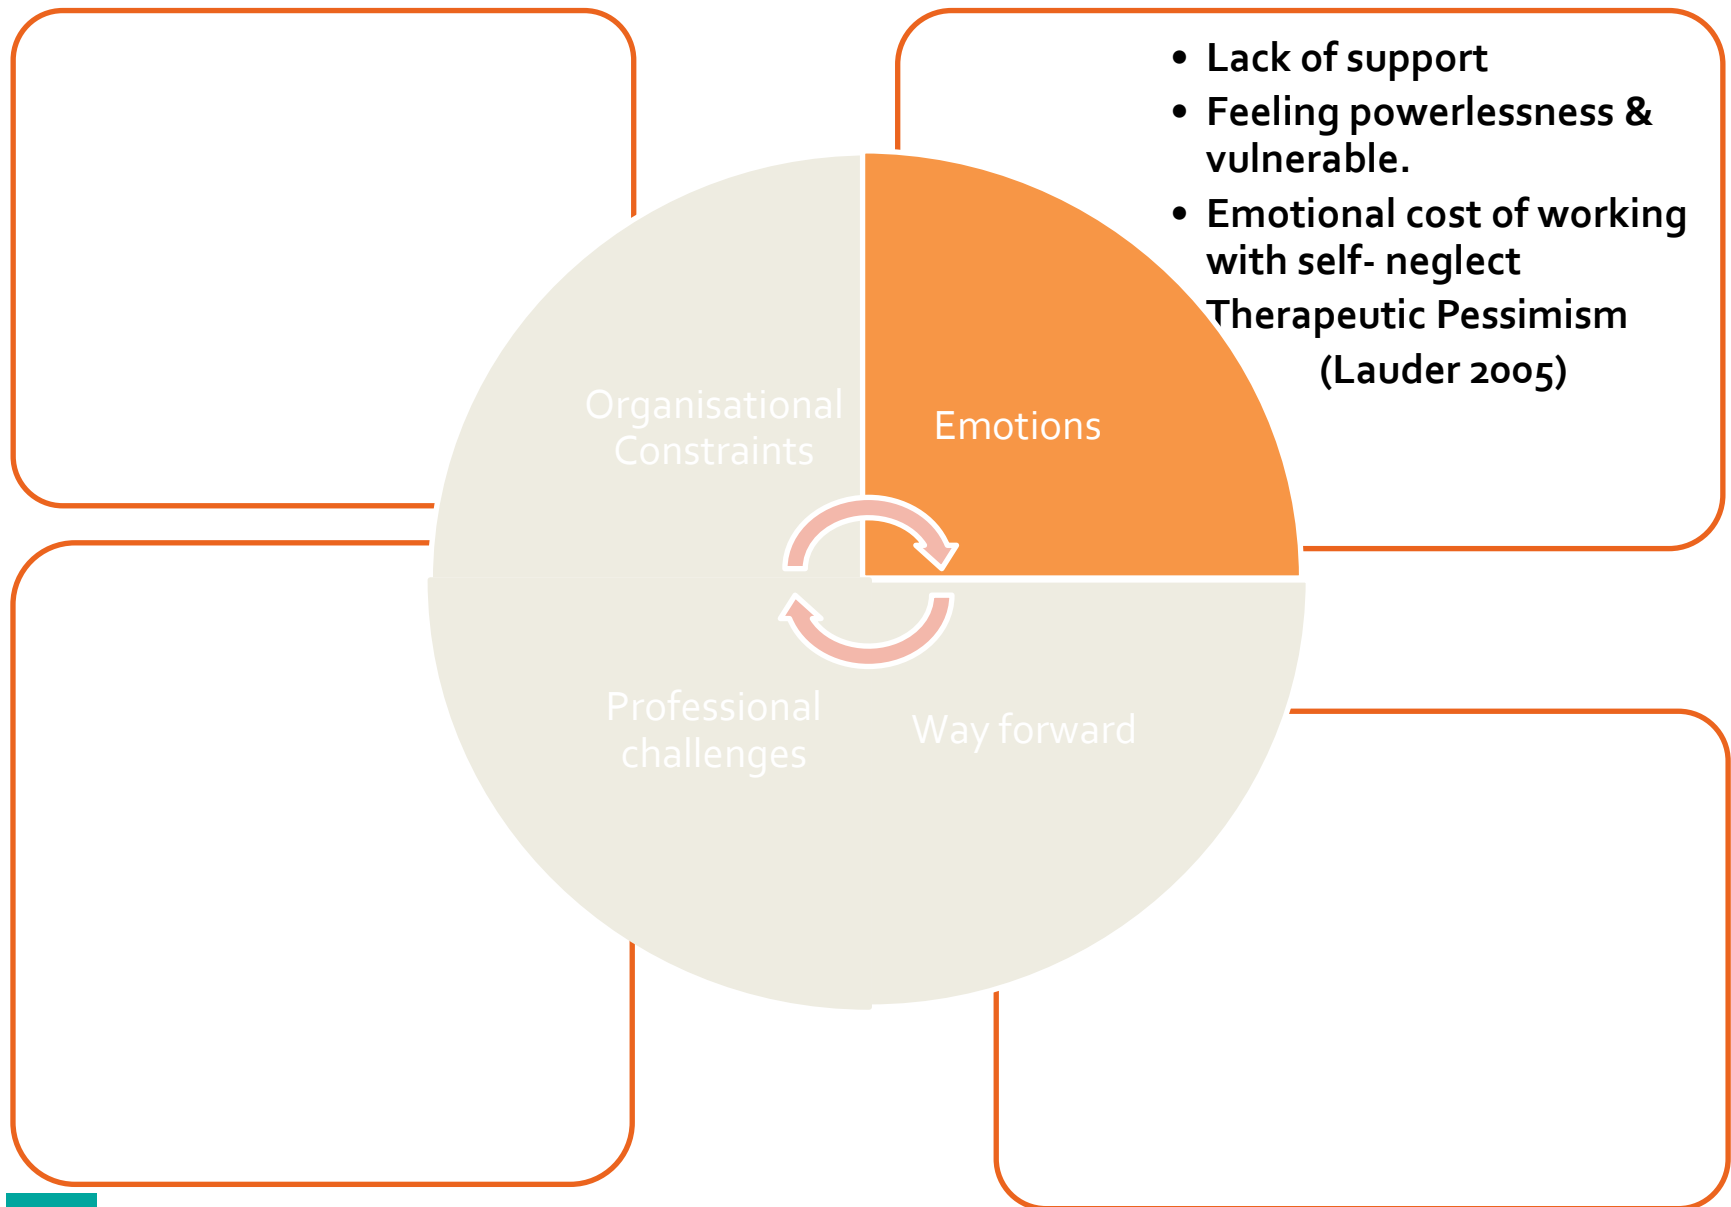 • Lack of support
• Feeling powerlessness &
vulnerable.
• Emotional cost of working
with self- neglect
Therapeutic Pessimism
(Lauder 2005)
Organisational
Constraints
Emotions
Professional
challenges
Way forward